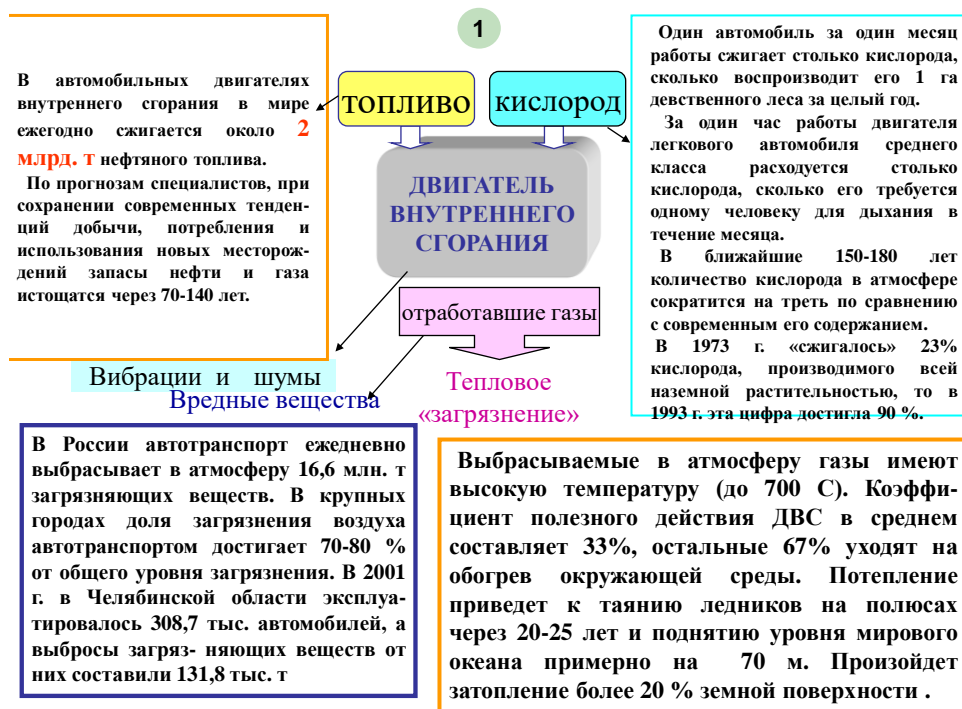 1
В автомобильных двигателях
внутреннего сгорания в мире
ежегодно сжигается около 2
млрд. т нефтяного топлива.
По прогнозам специалистов, при
сохранении современных тенден-
ций добычи, потребления и
использования новых месторож-
дений запасы нефти и газа
истощатся через 70-140 лет.
топливо
кислород
ДВИГАТЕЛЬ
ВНУТРЕННЕГО
СГОРАНИЯ
отработавшие газы
Один автомобиль за один месяц
работы сжигает столько кислорода,
сколько воспроизводит его 1 га
девственного леса за целый год.
За один час работы двигателя
легкового автомобиля среднего
класса расходуется столько
кислорода, сколько его требуется
одному человеку для дыхания в
течение месяца.
В ближайшие 150-180 лет
количество кислорода в атмосфере
сократится на треть по сравнению
с современным его содержанием.
В 1973 г. «сжигалось» 23%
кислорода, производимого всей
наземной растительностью, то в
1993 г. эта цифра достигла 90 %.
Вибрации и шумы
Вредные вещества
Тепловое
«загрязнение»
В России автотранспорт ежедневно
выбрасывает в атмосферу 16,6 млн. т
загрязняющих веществ. В крупных
городах доля загрязнения воздуха
автотранспортом достигает 70-80 %
от общего уровня загрязнения. В 2001
г. в Челябинской области эксплуа-
тировалось 308,7 тыс. автомобилей, а
выбросы загряз- няющих веществ от
них составили 131,8 тыс. т
Выбрасываемые в атмосферу газы имеют
высокую температуру (до 700 С). Коэффи-
циент полезного действия ДВС в среднем
составляет 33%, остальные 67% уходят на
обогрев окружающей среды. Потепление
приведет к таянию ледников на полюсах
через 20-25 лет и поднятию уровня мирового
океана примерно на 70 м. Произойдет
затопление более 20 % земной поверхности .